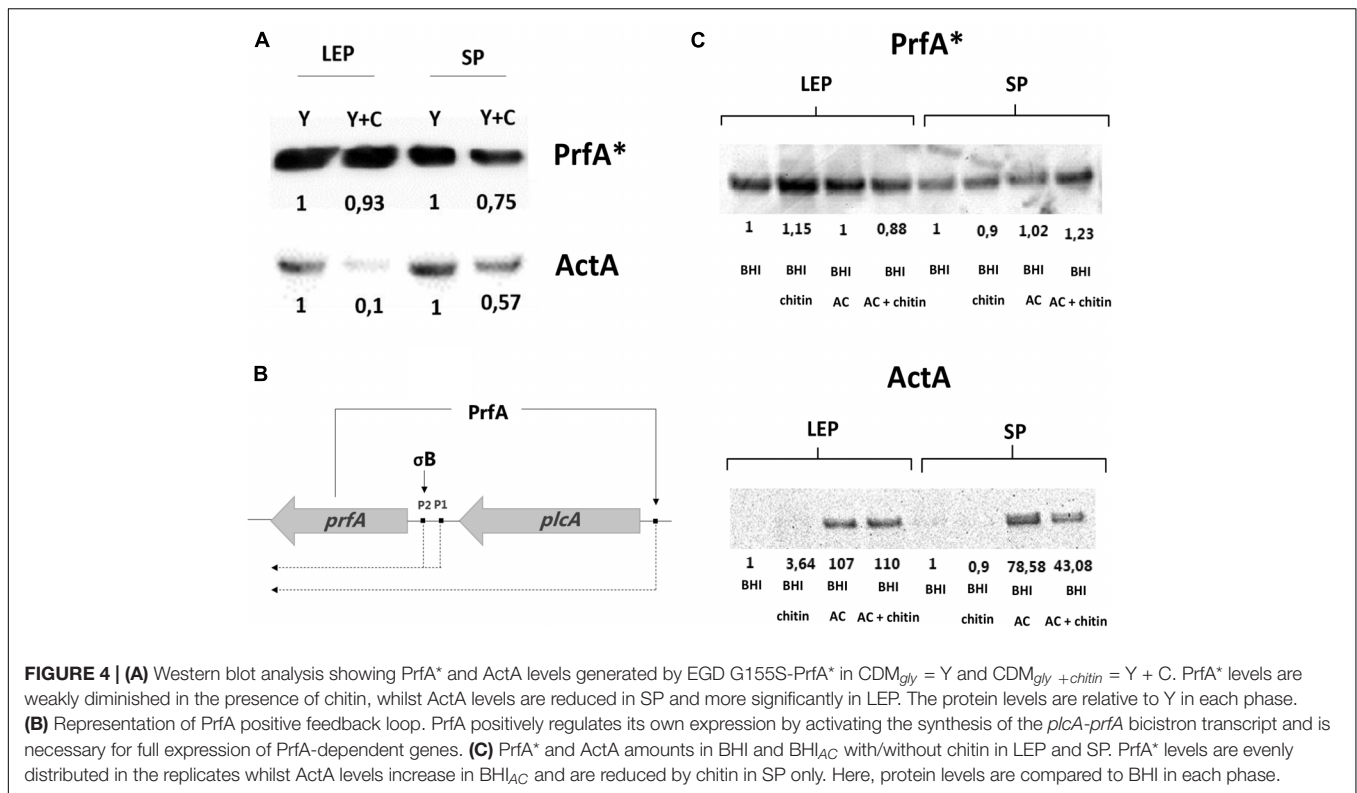 A
LEP SP
Y Y+C Y Y+C
PrfA*
1 0,93 1 0,75
ActA
1 0,1 1 0,57
B
PrfA
σB
P2 P1
prfA plcA
C
PrfA*
LEP SP
1 1,15 1 0,88 1 0,9 1,02 1,23
BHI BHI BHI BHI BHI BHI BHI BHI
chitin AC AC + chitin chitin AC AC + chitin
ActA
LEP SP
1 3,64 107 110 1 0,9 78,58 43,08
BHI BHI BHI BHI BHI BHI BHI BHI
chitin AC AC + chitin chitin AC AC + chitin
FIGURE 4 | (A) Western blot analysis showing PrfA* and ActA levels generated by EGD G155S-PrfA* in CDMgly = Y and CDMgly +chitin = Y + C. PrfA* levels are
weakly diminished in the presence of chitin, whilst ActA levels are reduced in SP and more significantly in LEP. The protein levels are relative to Y in each phase.
(B) Representation of PrfA positive feedback loop. PrfA positively regulates its own expression by activating the synthesis of the plcA-prfA bicistron transcript and is
necessary for full expression of PrfA-dependent genes. (C) PrfA* and ActA amounts in BHI and BHIAC with/without chitin in LEP and SP. PrfA* levels are evenly
distributed in the replicates whilst ActA levels increase in BHIAC and are reduced by chitin in SP only. Here, protein levels are compared to BHI in each phase.